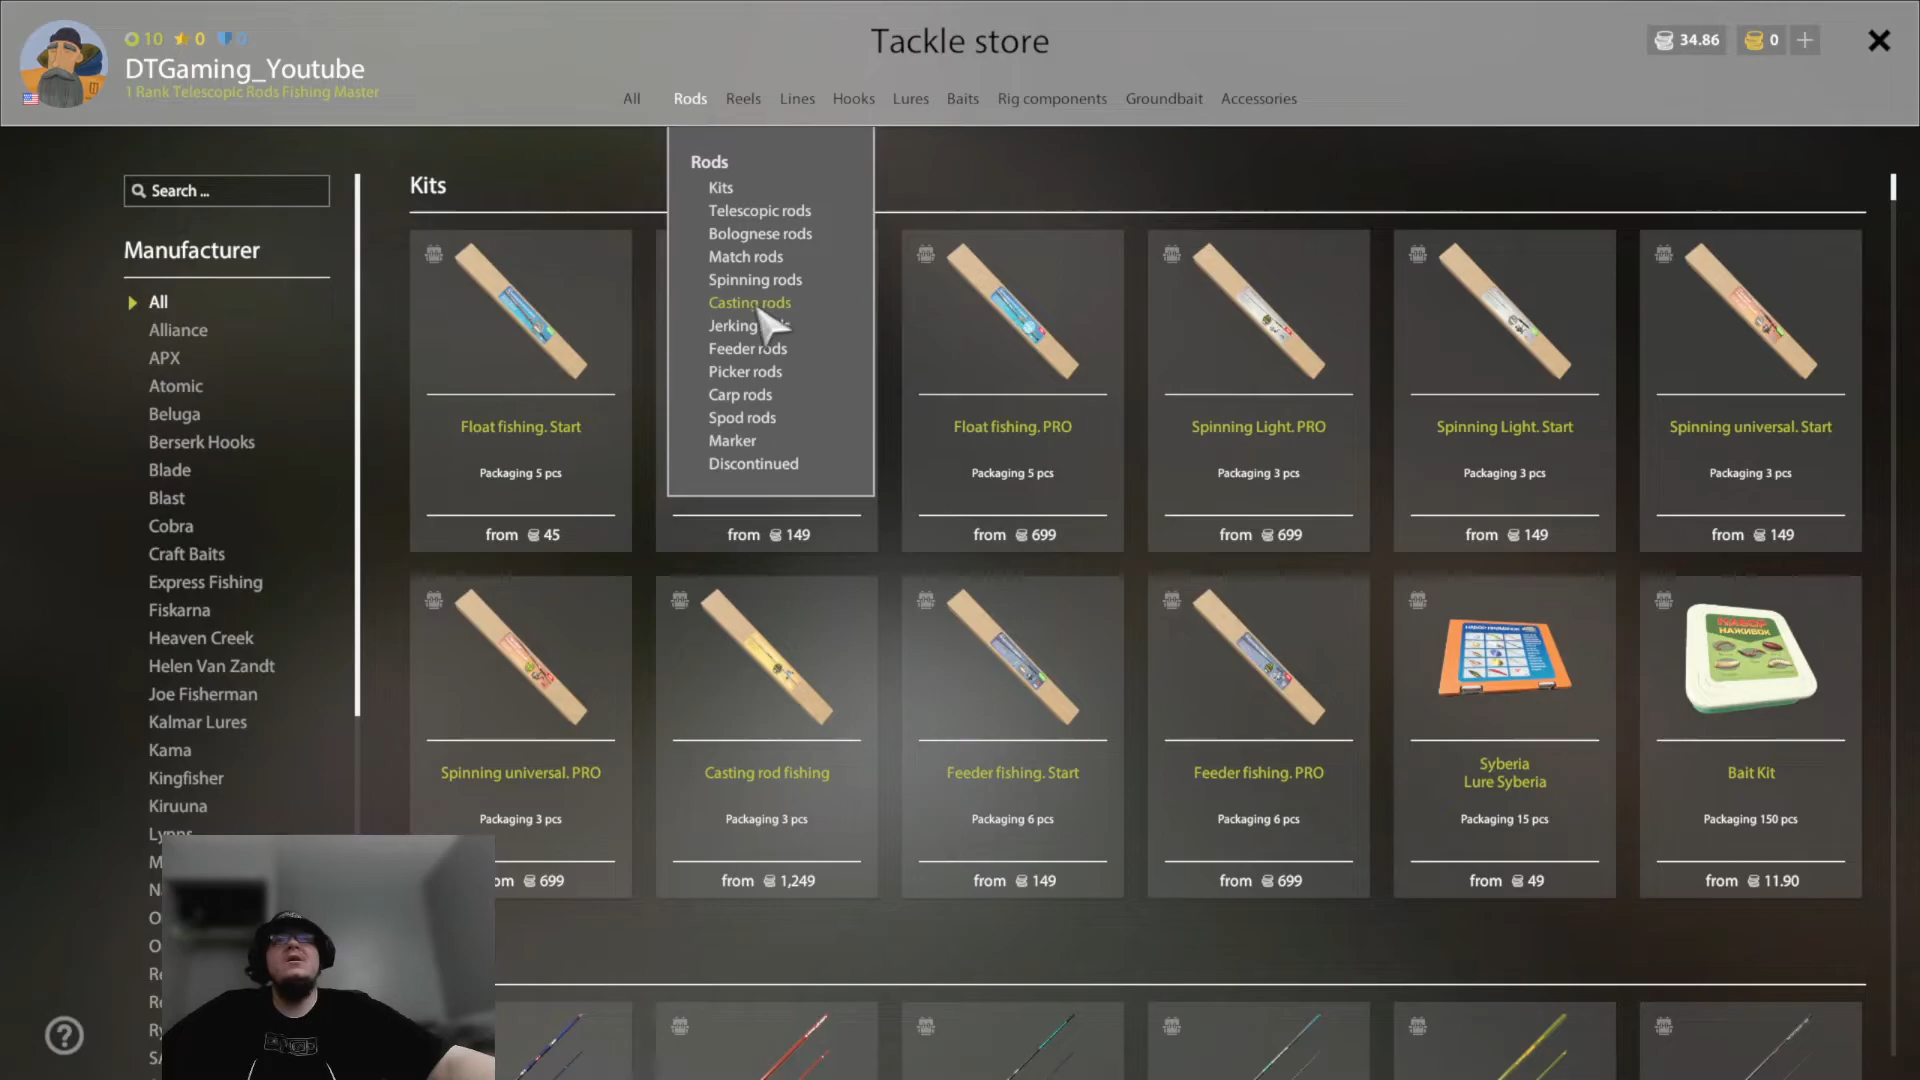 10 0 0
DTGaming_Youtube
1 Rank Telescopic Rods Fishing Master
Tackle store
34.86
0
All Rods Reels Lines Hooks Lures Baits Rig components Groundbait Accessories
Search ...
Manufacturer
All
Alliance
APX
Atomic
Beluga
Berserk Hooks
Blade
Blast
Cobra
Craft Baits
Express Fishing
Fiskarna
Heaven Creek
Helen Van Zandt
Joe Fisherman
Kalmar Lures
Kama
Kingfisher
Kiruuna
Rods
Kits
Telescopic rods
Bolognese rods
Match rods
Spinning rods
Casting rods
Jerking
Feeder rods
Picker rods
Carp rods
Spod rods
Marker
Discontinued
Kits
Float fishing. Start
Packaging 5 pcs
from 45
from 149
Float fishing. PRO
Packaging 5 pcs
from 699
Spinning Light. PRO
Packaging 3 pcs
from 699
Spinning Light. Start
Packaging 3 pcs
from 149
Spinning universal. Start
Packaging 3 pcs
from 149
Spinning universal. PRO
Packaging 3 pcs
699
Casting rod fishing
Packaging 3 pcs
from 1,249
Feeder fishing. Start
Packaging 6 pcs
from 149
Feeder fishing. PRO
Packaging 6 pcs
from 699
НАБОР НАЖИВОК
Syberia
Lure Syberia
Packaging 15 pcs
from 49
НАБОР
НАЖИВОК
Bait Kit
Packaging 150 pcs
from 11.90
?